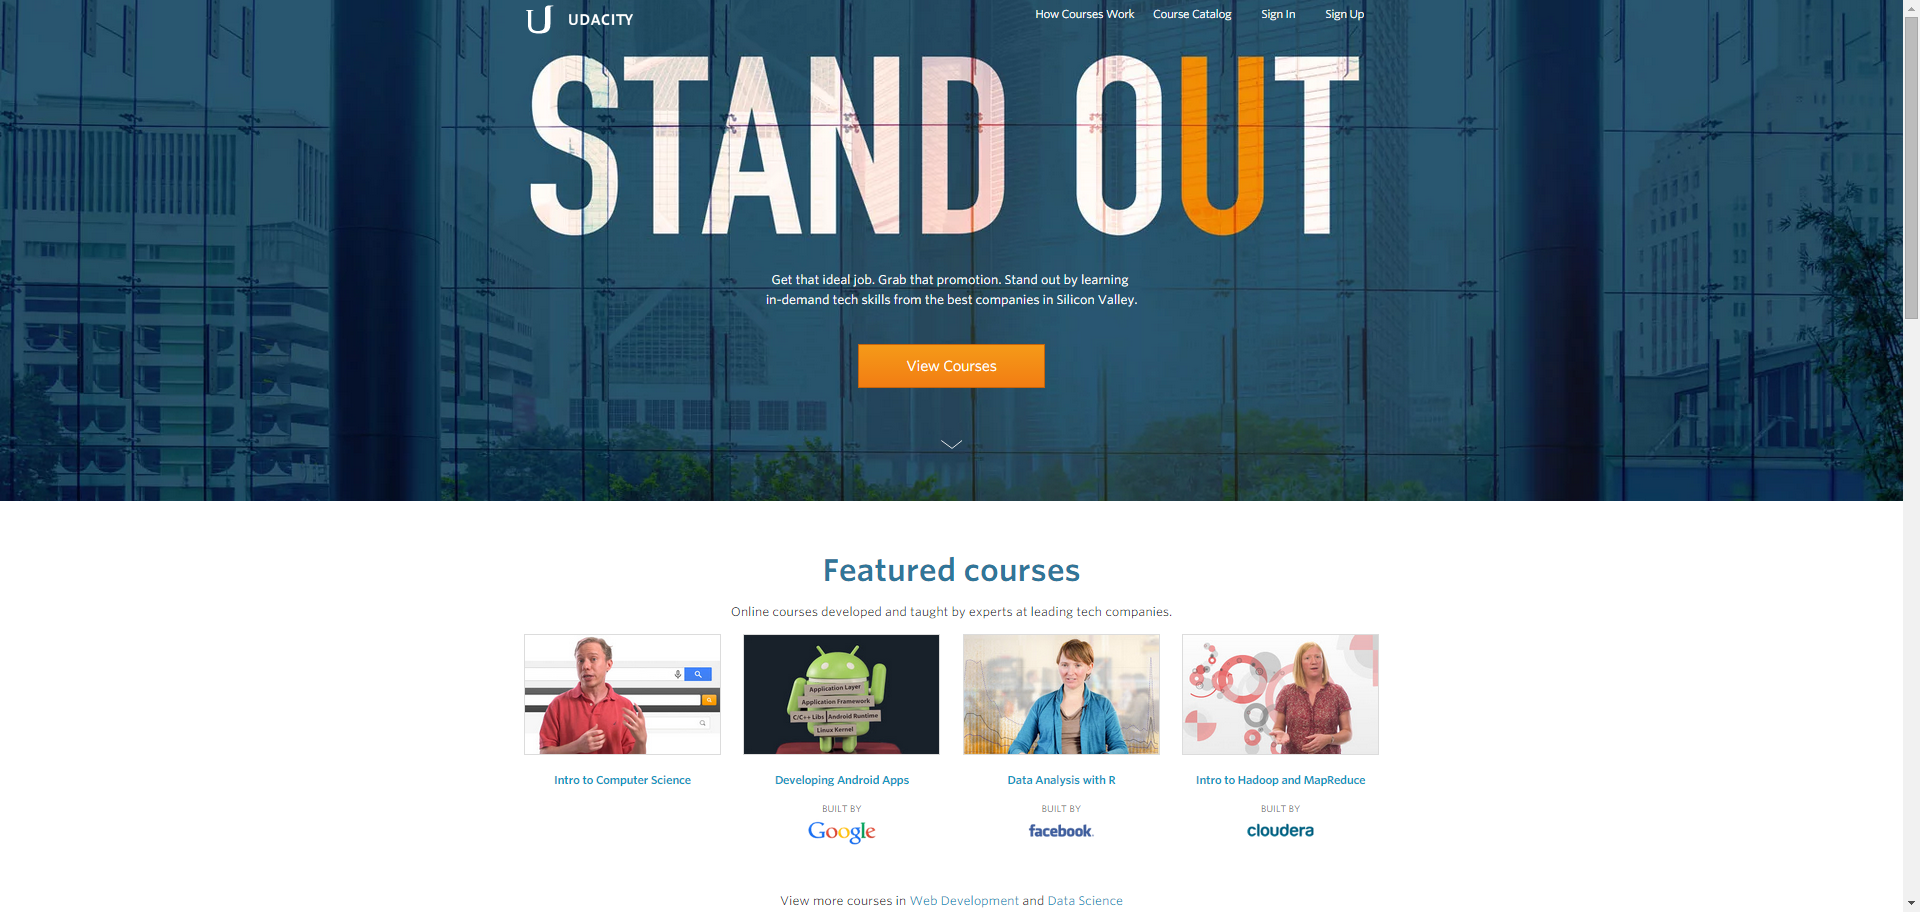 UDACITY
How Courses Work
Course Catalog
Sign In
Sign Up
STAND OUT
Get that ideal job. Grab that promotion. Stand out by learning
in-demand tech skills from the best companies in Silicon Valley.
View Courses
Featured courses
Online courses developed and taught by experts at leading tech companies.
Application Layer
Application Framework
C/C++ Libs
Android Runtime
Linux Kernel
Intro to Computer Science
Developing Android Apps
Data Analysis with R
Intro to Hadoop and MapReduce
BUILT BY
BUILT BY
BUILT BY
Google
facebook.
cloudera
View more courses in Web Development and Data Science